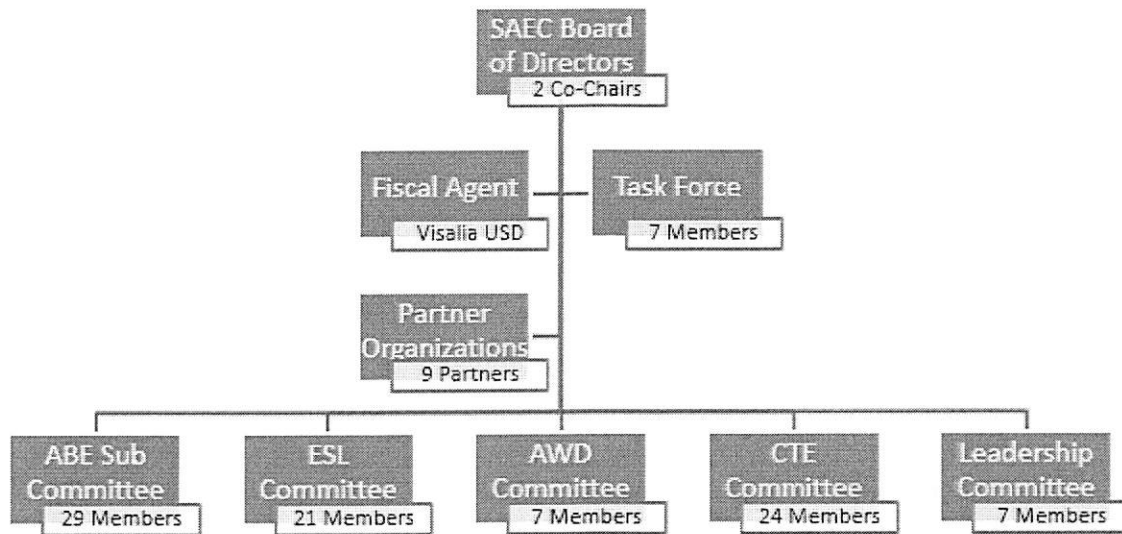 SAEC Board
of Directors
2 Co-Chairs
Fiscal Agent
Visalia USD
Task Force
7 Members
Partner
Organizations
9 Partners
ABE Sub
Committee
29 Members
ESL
Committee
21 Members
AWD
Committee
7 Members
CTE
Committee
24 Members
Leadership
Committee
7 Members